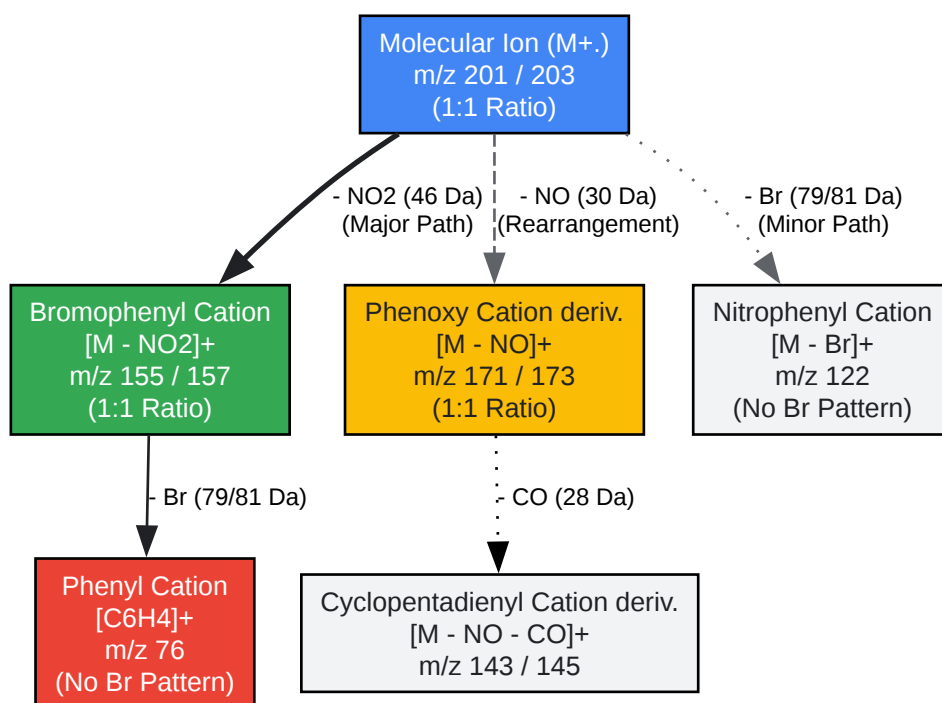 Molecular Ion (M+.)
m/z 201 / 203
(1:1 Ratio)
- NO2 (46 Da)
(Major Path)
- NO (30 Da)
(Rearrangement)
- Br (79/81 Da)
(Minor Path)
Bromophenyl Cation
[M - NO2]+
m/z 155 / 157
(1:1 Ratio)
Phenoxy Cation deriv.
[M - NO]+
m/z 171 / 173
(1:1 Ratio)
Nitrophenyl Cation
[M - Br]+
m/z 122
(No Br Pattern)
- Br (79/81 Da)
- CO (28 Da)
Phenyl Cation
[C6H4]+
m/z 76
(No Br Pattern)
Cyclopentadienyl Cation deriv.
[M - NO - CO]+
m/z 143 / 145